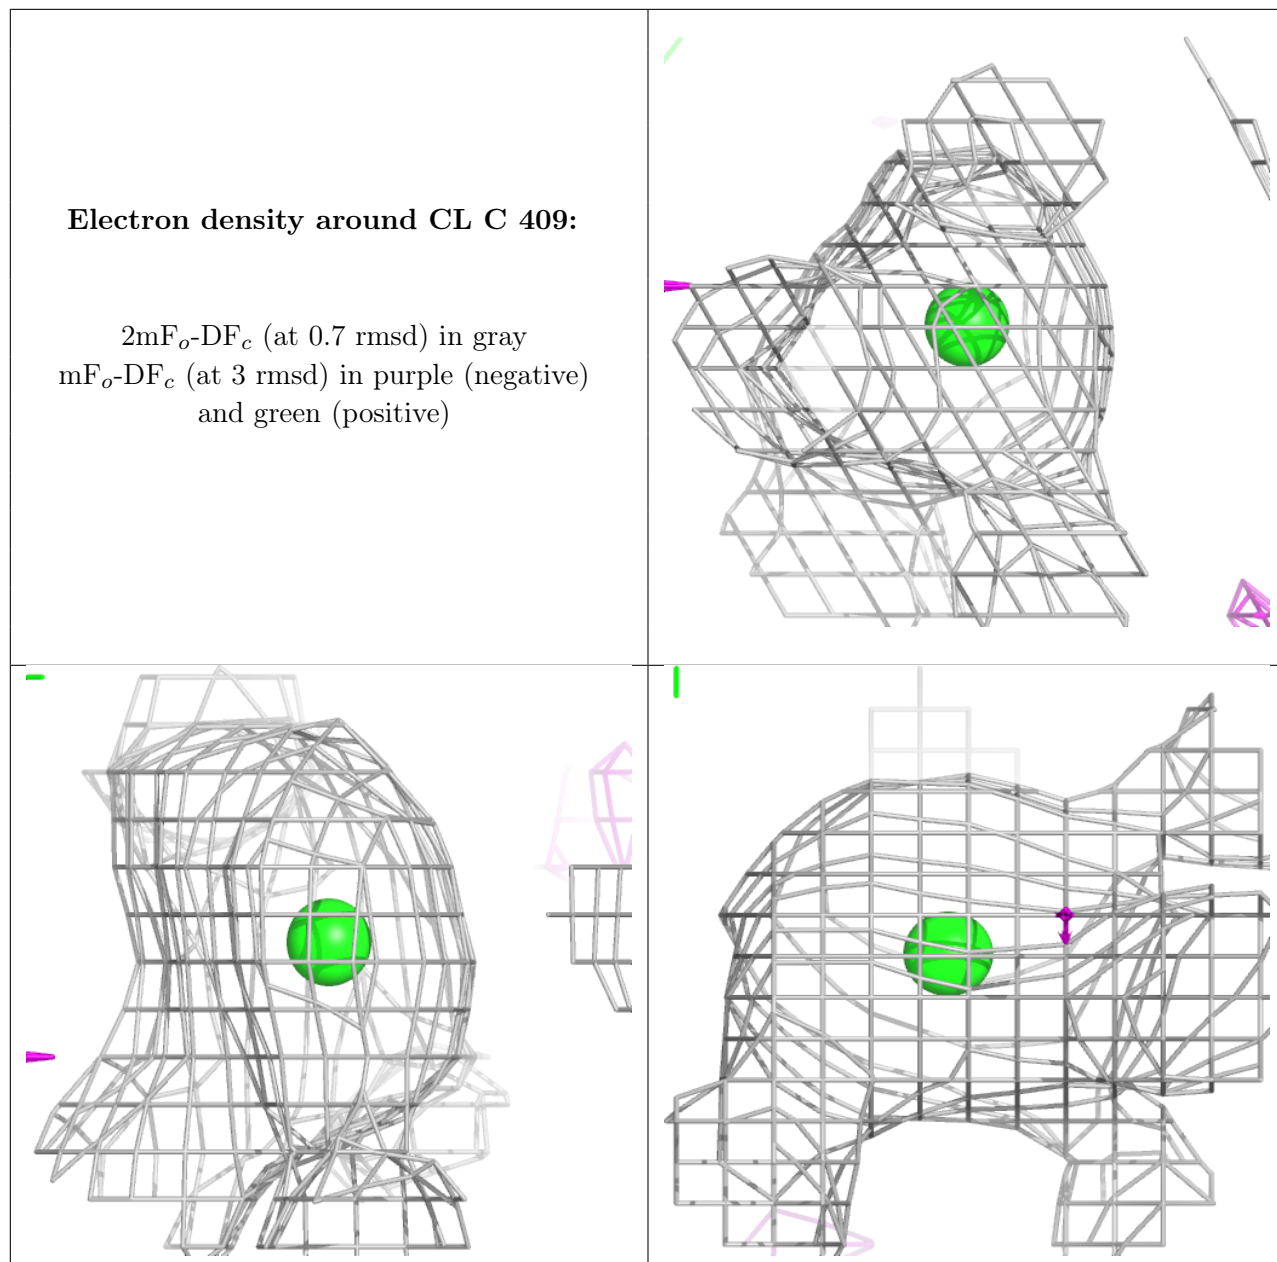 Electron density around CL C 409:
2mFo-DFc (at 0.7 rmsd) in gray
mFo-DFc (at 3 rmsd) in purple (negative)
and green (positive)